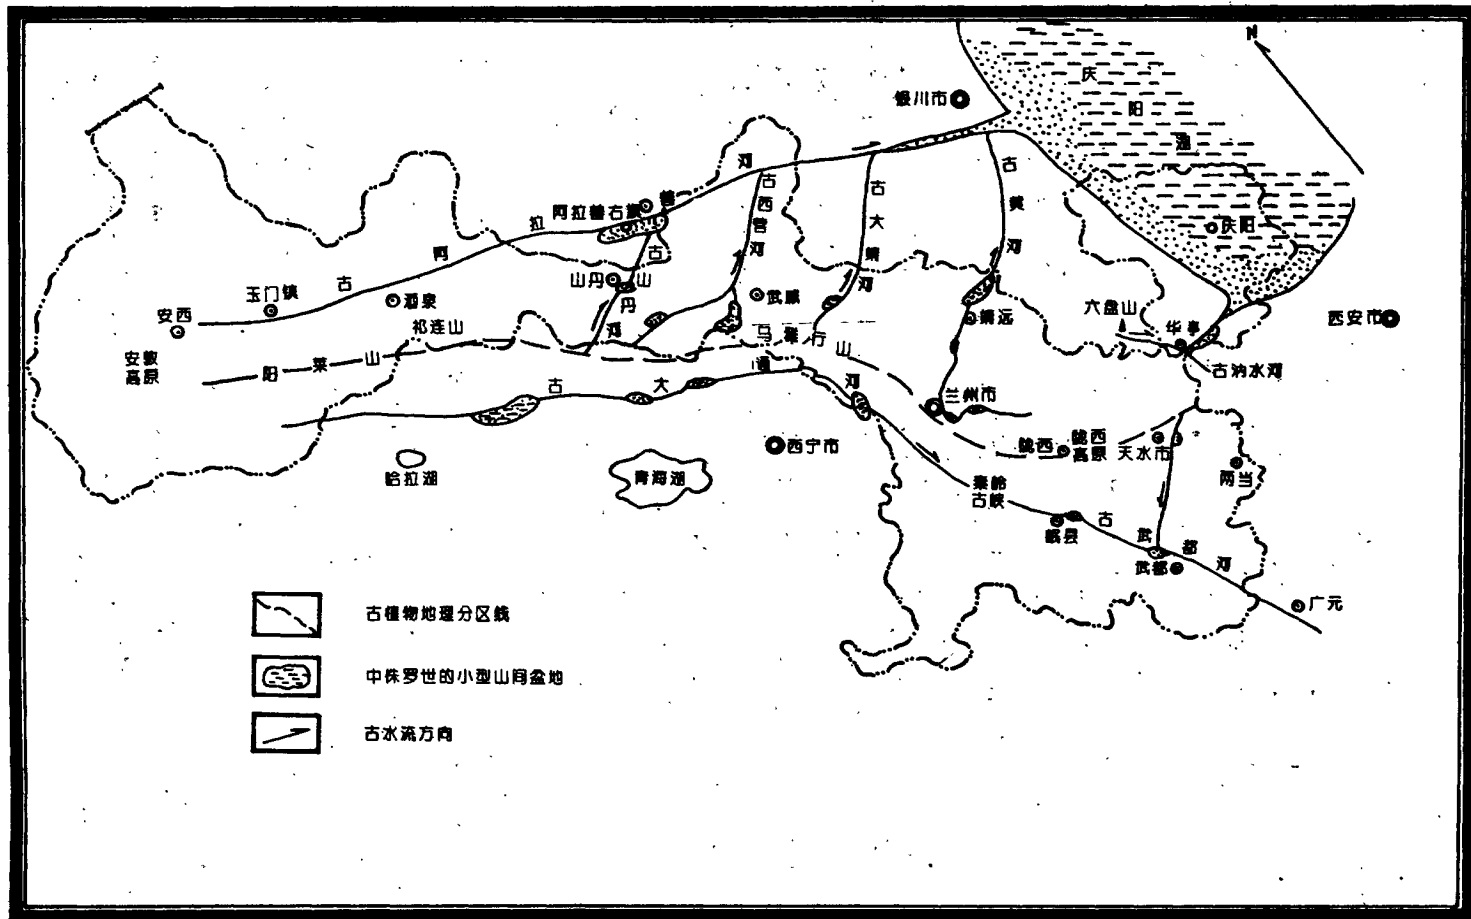 N
银川市
庆阳湖
庆阳
西安市
阿拉善右旗
古阿拉善河
古西营河
古大靖河
古黄河
山丹
古山丹河
武威
靖远
六盘山
华亭
古汭水河
玉门镇
酒泉
安西
安敦
高原
祁连山
阳莱山
马雅行山
古大通河
兰州市
西宁市
哈拉湖
青海湖
陇西
陇西
高原
天水市
两当
秦岭
古峡
岷县
古武都河
武都
广元
古植物地理分区线
中侏罗世的小型山间盆地
古水流方向